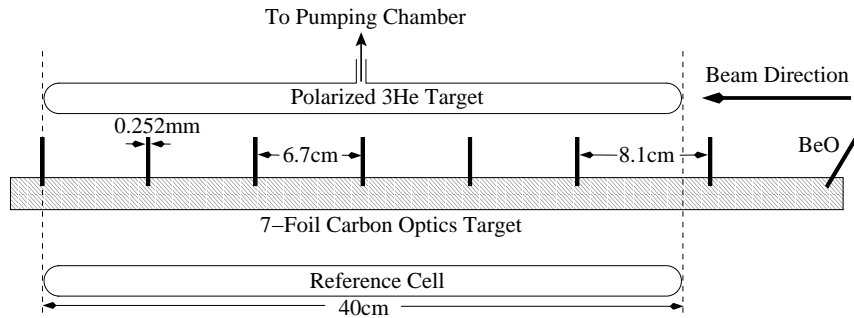 To Pumping Chamber
Beam Direction
Polarized 3He Target
0.252mm
6.7cm
8.1cm
BeO
7−Foil Carbon Optics Target
Reference Cell
40cm